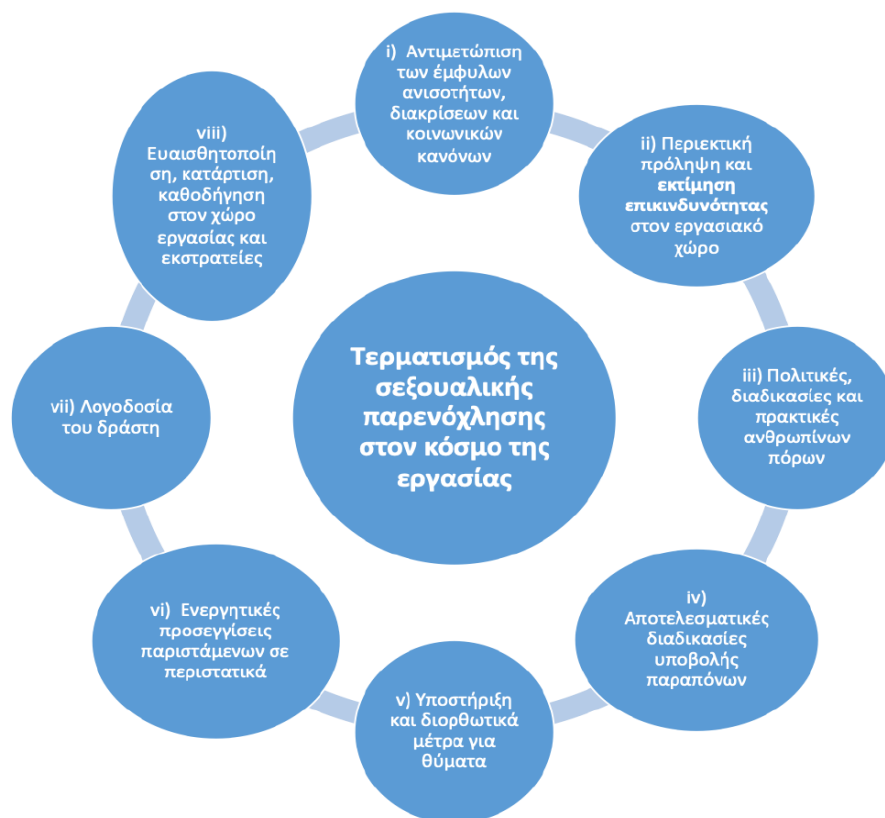 i) Αντιμετώπιση
των έμφυλων
ανισοτήτων,
διακρίσεων και
κοινωνικών
κανόνων
ii) Περιεκτική
πρόληψη και
εκτίμηση
επικινδυνότητας
στον εργασιακό
χώρο
iii) Πολιτικές,
διαδικασίες και
πρακτικές
ανθρωπίνων
πόρων
iv)
Αποτελεσματικές
διαδικασίες
υποβολής
παραπόνων
v) Υποστήριξη
και διορθωτικά
μέτρα για
θύματα
vi) Ενεργητικές
προσεγγίσεις
παριστάμενων σε
περιστατικά
vii) Λογοδοσία
του δράστη
viii)
Ευαισθητοποίη
ση, κατάρτιση,
καθοδήγηση
στον χώρο
εργασίας και
εκστρατείες
Τερματισμός της
σεξουαλικής
παρενόχλησης
στον κόσμο της
εργασίας